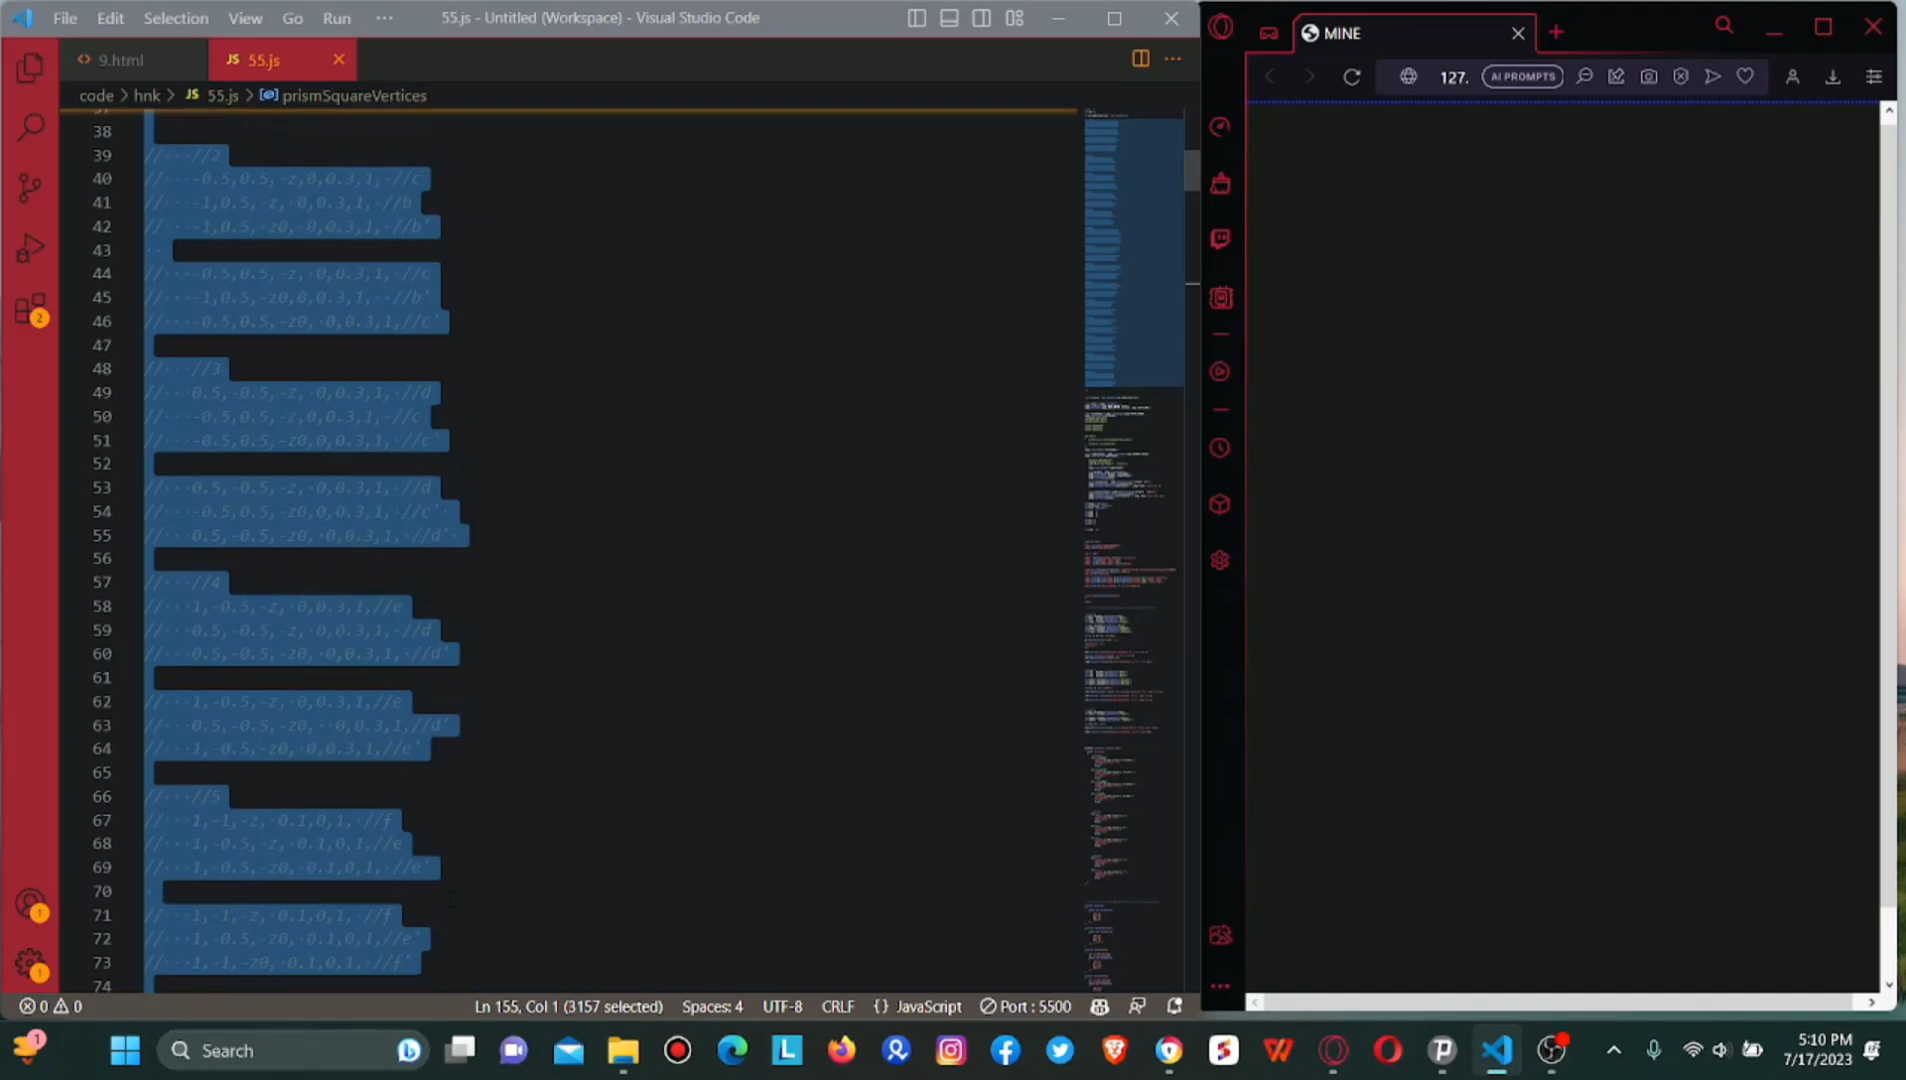 File Edit Selection View Go Run ··· 55.js - Untitled (Workspace) - Visual Studio Code
<> 9.html JS 55.js ×
code > hnk > JS 55.js > prismSquareVertices
38
39 // //2
40 // -0.5,0.5,-z,0,0.3,1, //c
41 // -1,0.5,-z, 0,0.3,1, //b
42 // -1,0.5,-z0, 0,0.3,1, //b'
43
44 // -0.5,0.5,-z, 0,0.3,1, //c
45 // -1,0.5,-z0,0,0.3,1, //b'
46 // -0.5,0.5,-z0, 0,0.3,1,//c'
47
48 // //3
49 // 0.5,-0.5,-z, 0,0.3,1, //d
50 // -0.5,0.5,-z,0,0.3,1, //c
51 // -0.5,0.5,-z0,0,0.3,1, //c'
52
53 // 0.5,-0.5,-z, 0,0.3,1, //d
54 // -0.5,0.5,-z0, 0,0.3,1, //c'
55 // 0.5,-0.5,-z0, 0,0.3,1, //d'
56
57 // //4
58 // 1,-0.5,-z, 0,0.3,1,//e
59 // 0.5,-0.5,-z, 0,0.3,1, //d
60 // 0.5,-0.5,-z0, 0,0.3,1, //d'
61
62 // 1,-0.5,-z, 0,0.3,1,//e
63 // 0.5,-0.5,-z0, 0,0.3,1,//d'
64 // 1,-0.5,-z0, 0,0.3,1,//e'
65
66 // //5
67 // 1,-1,-z, 0.1,0,1, //f
68 // 1,-0.5,-z, 0.1,0,1,//e
69 // 1,-0.5,-z0, 0.1,0,1,//e'
70
71 // 1,-1,-z, 0.1,0,1, //f
72 // 1,-0.5,-z0, 0.1,0,1,//e'
73 // 1,-1,-z0, 0.1,0,1, //f'
74
2
1
1
0 0 Ln 155, Col 1 (3157 selected) Spaces: 4 UTF-8 CRLF {} JavaScript Port : 5500
MINE
127. AI PROMPTS
1 Search
5:10 PM
7/17/2023